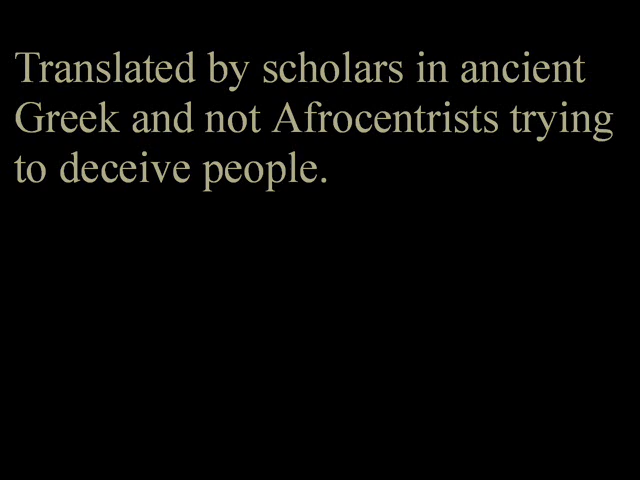 Translated by scholars in ancient
Greek and not Afrocentrists trying
to deceive people.